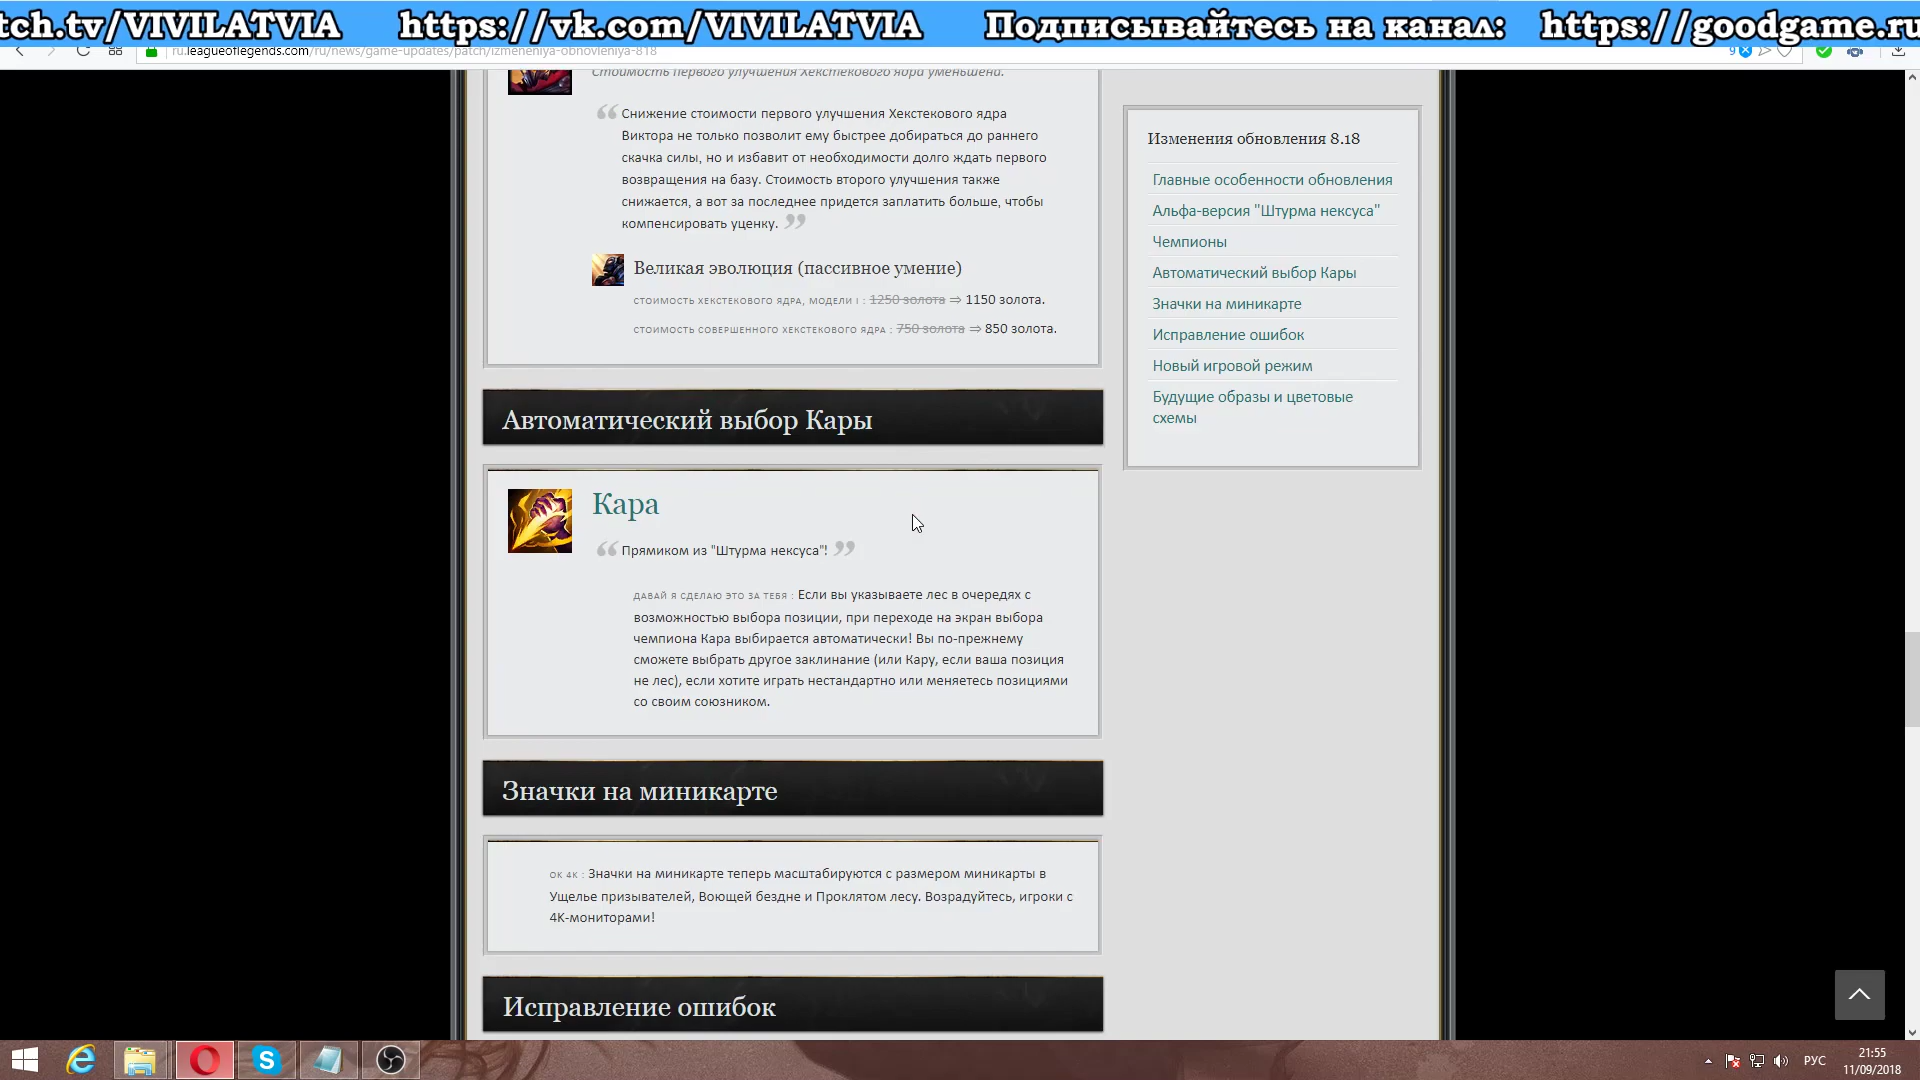 tch.tv/VIVILATVIA https://vk.com/VIVILATVIA Подписывайтесь на канал: https://goodgame.ru
ru.leagueoflegends.com/ru/news/game-updates/patch/izmeneniya-obnovleniya-818
9
Стоимость первого улучшения Хекстекового ядра уменьшена.
“ Снижение стоимости первого улучшения Хекстекового ядра
Виктора не только позволит ему быстрее добираться до раннего
скачка силы, но и избавит от необходимости долго ждать первого
возвращения на базу. Стоимость второго улучшения также
снижается, а вот за последнее придется заплатить больше, чтобы
компенсировать уценку. ”
Великая эволюция (пассивное умение)
СТОИМОСТЬ ХЕКСТЕКОВОГО ЯДРА, МОДЕЛИ I : 1250 золота ⇒ 1150 золота.
СТОИМОСТЬ СОВЕРШЕННОГО ХЕКСТЕКОВОГО ЯДРА : 750 золота ⇒ 850 золота.
Автоматический выбор Кары
Кара
“ Прямиком из "Штурма нексуса"! ”
ДАВАЙ Я СДЕЛАЮ ЭТО ЗА ТЕБЯ : Если вы указываете лес в очередях с
возможностью выбора позиции, при переходе на экран выбора
чемпиона Кара выбирается автоматически! Вы по-прежнему
сможете выбрать другое заклинание (или Кару, если ваша позиция
не лес), если хотите играть нестандартно или меняетесь позициями
со своим союзником.
Значки на миникарте
ОК 4К : Значки на миникарте теперь масштабируются с размером миникарты в
Ущелье призывателей, Воющей бездне и Проклятом лесу. Возрадуйтесь, игроки с
4K-мониторами!
Исправление ошибок
Изменения обновления 8.18
Главные особенности обновления
Альфа-версия "Штурма нексуса"
Чемпионы
Автоматический выбор Кары
Значки на миникарте
Исправление ошибок
Новый игровой режим
Будущие образы и цветовые
схемы
РУС
21:55
11/09/2018